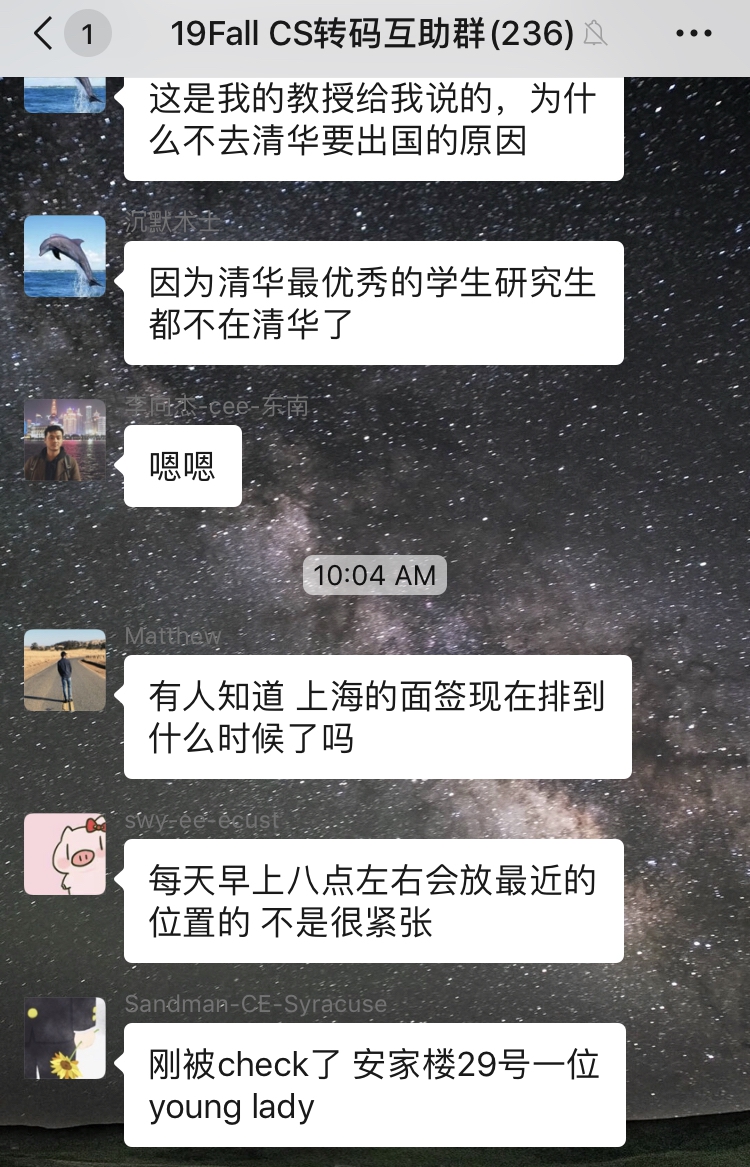 1
19Fall CS转码互助群(236)
这是我的教授给我说的，为什
么不去清华要出国的原因
沉默术士
因为清华最优秀的学生研究生
都不在清华了
李向杰-cee-东南
嗯嗯
10:04 AM
Matthew
有人知道 上海的面签现在排到
什么时候了吗
swy-ee-ecust
每天早上八点左右会放最近的
位置的 不是很紧张
Sandman-CE-Syracuse
刚被check了 安家楼29号一位
young lady